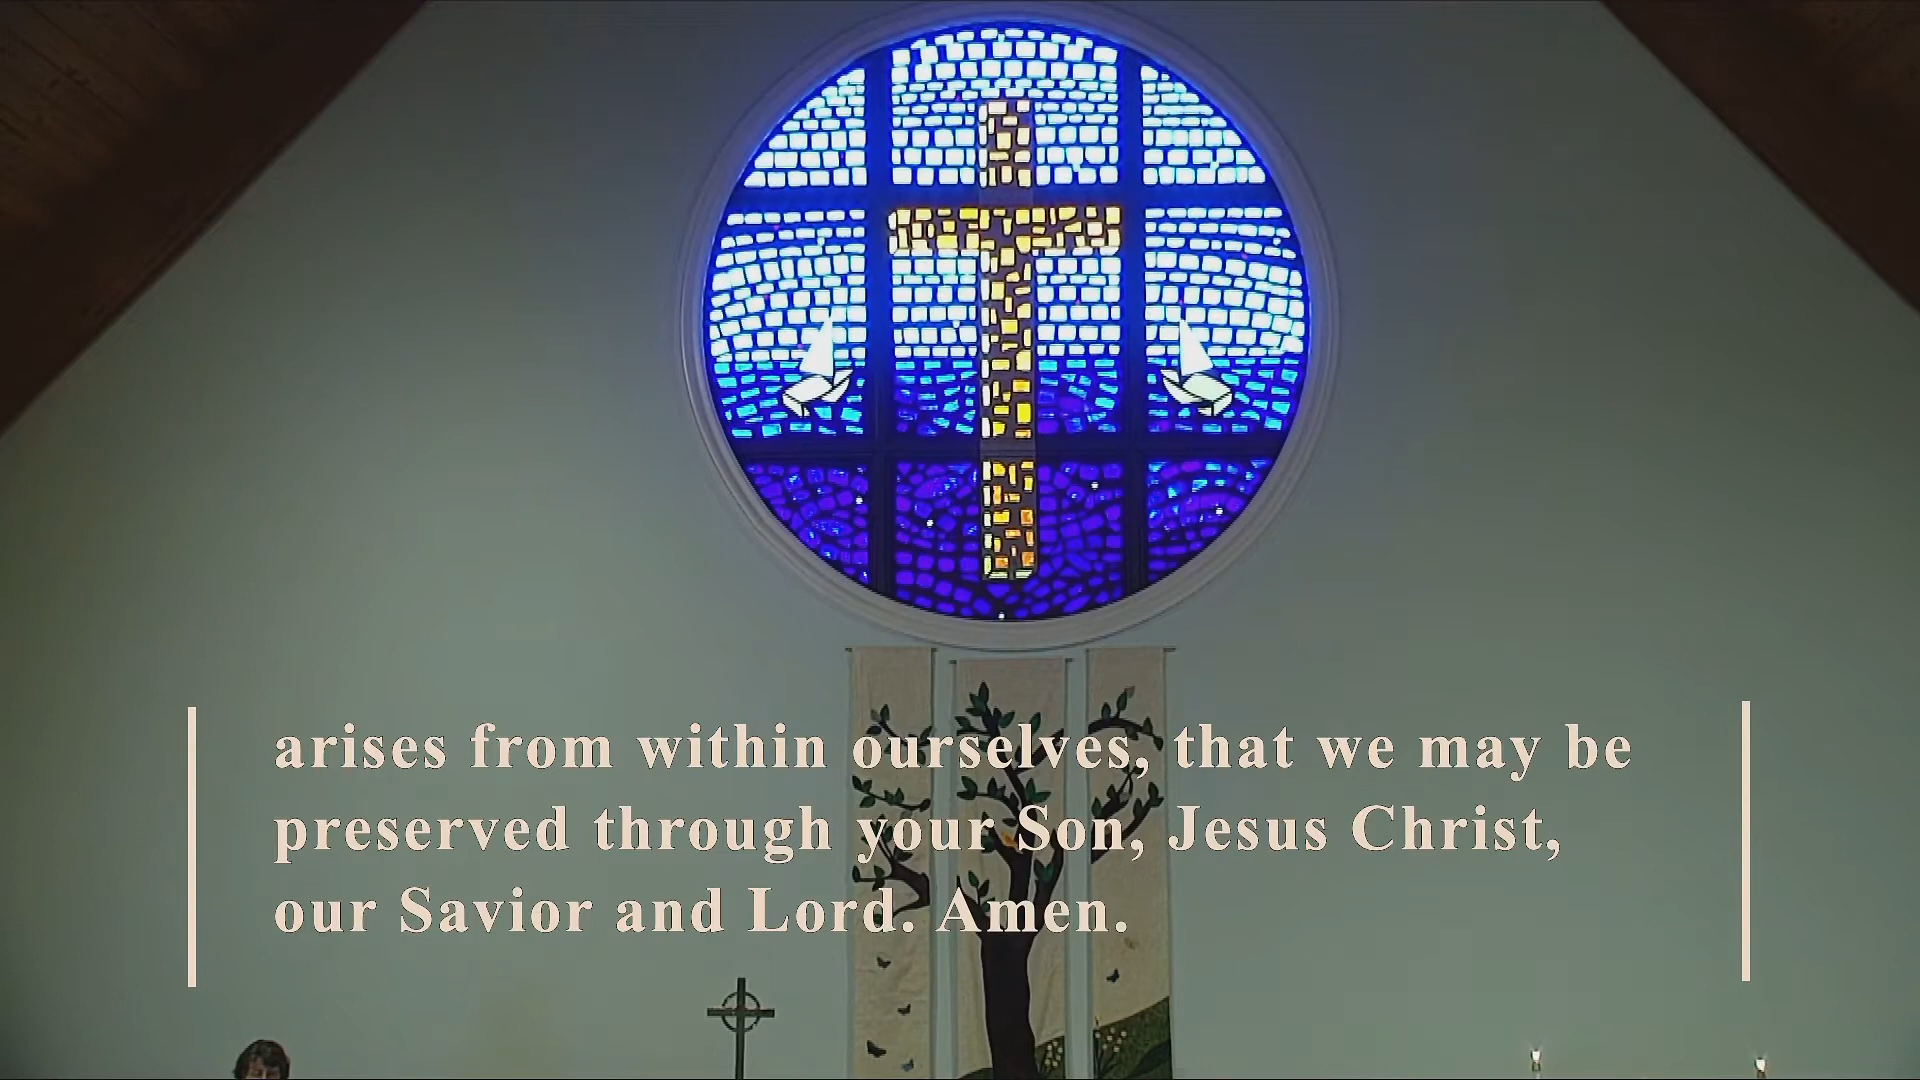 arises from within ourselves, that we may be
preserved through your Son, Jesus Christ,
our Savior and Lord. Amen.